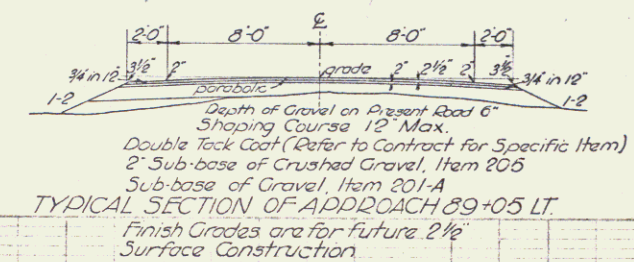 ℄
2'-0" 8'-0" 8'-0" 2'-0"
3/4 in 12" 3½" 2" grade 2" 2½" 2" 3½" 3/4 in 12"
parabolic
1-2 1-2
Depth of Gravel on Present Road 6"
Shaping Course 12" Max.
Double Tack Coat (Refer to Contract for Specific Item)
2" Sub-base of Crushed Gravel, Item 205
Sub-base of Gravel, Item 201-A
TYPICAL SECTION OF APPROACH 89+05 LT.
Finish Grades are for future 2½"
Surface Construction